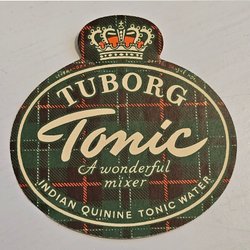 TUBORG
Tonic
A wonderful
mixer
INDIAN QUININE TONIC WATER